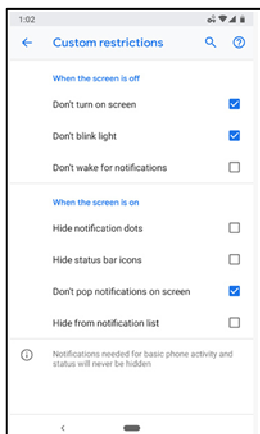 1:02
Custom restrictions
When the screen is off
Don't turn on screen
Don't blink light
Don't wake for notifications
When the screen is on
Hide notification dots
Hide status bar icons
Don't pop notifications on screen
Hide from notification list
Notifications needed for basic phone activity and
status will never be hidden